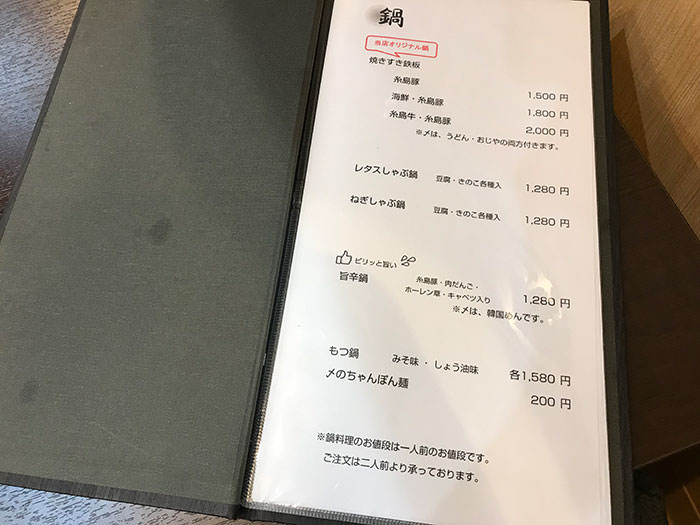 鍋
当店オリジナル鍋
焼きすき鉄板
糸島豚 1,500 円
海鮮・糸島豚 1,800 円
糸島牛・糸島豚 2,000 円
※〆は、うどん・おじやの両方付きます。
レタスしゃぶ鍋 豆腐・きのこ各種入 1,280 円
ねぎしゃぶ鍋 豆腐・きのこ各種入 1,280 円
ピリッと旨い
旨辛鍋 糸島豚・肉だんご・
ホーレン草・キャベツ入り 1,280 円
※〆は、韓国めんです。
もつ鍋 みそ味 ・ しょう油味 各1,580 円
〆のちゃんぽん麺 200 円
※鍋料理のお値段は一人前のお値段です。
ご注文は二人前より承っております。